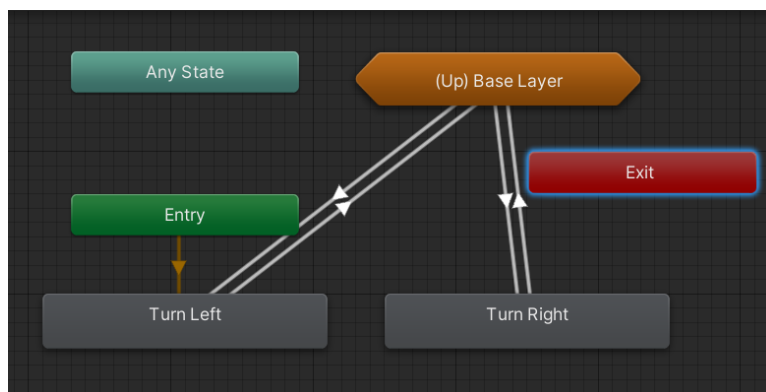 Any State
(Up) Base Layer
Exit
Entry
Turn Left
Turn Right